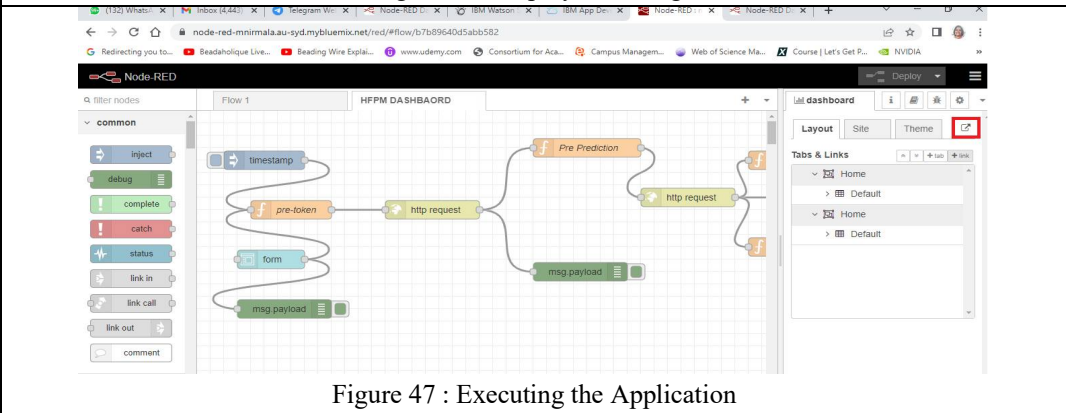 (132) WhatsA
Inbox (4,443)
Telegram We
Node-RED D
IBM Watson
IBM App Dev
Node-RED :
Node-RED D
node-red-mnirmala.au-syd.mybluemix.net/red/#flow/b7b89640d5abb582
Redirecting you to...
Beadaholique Live...
Beading Wire Explai...
www.udemy.com
Consortium for Aca...
Campus Managem...
Web of Science Ma...
Course | Let's Get P...
NVIDIA
Node-RED
Deploy
filter nodes
Flow 1
HFPM DASHBAORD
dashboard
common
Layout
Site
Theme
inject
timestamp
Pre Prediction
Tabs & Links
tab
link
debug
Home
complete
Default
pre-token
http request
http request
catch
Home
status
form
Default
link in
msg.payload
link call
msg.payload
link out
comment
Figure 47 : Executing the Application